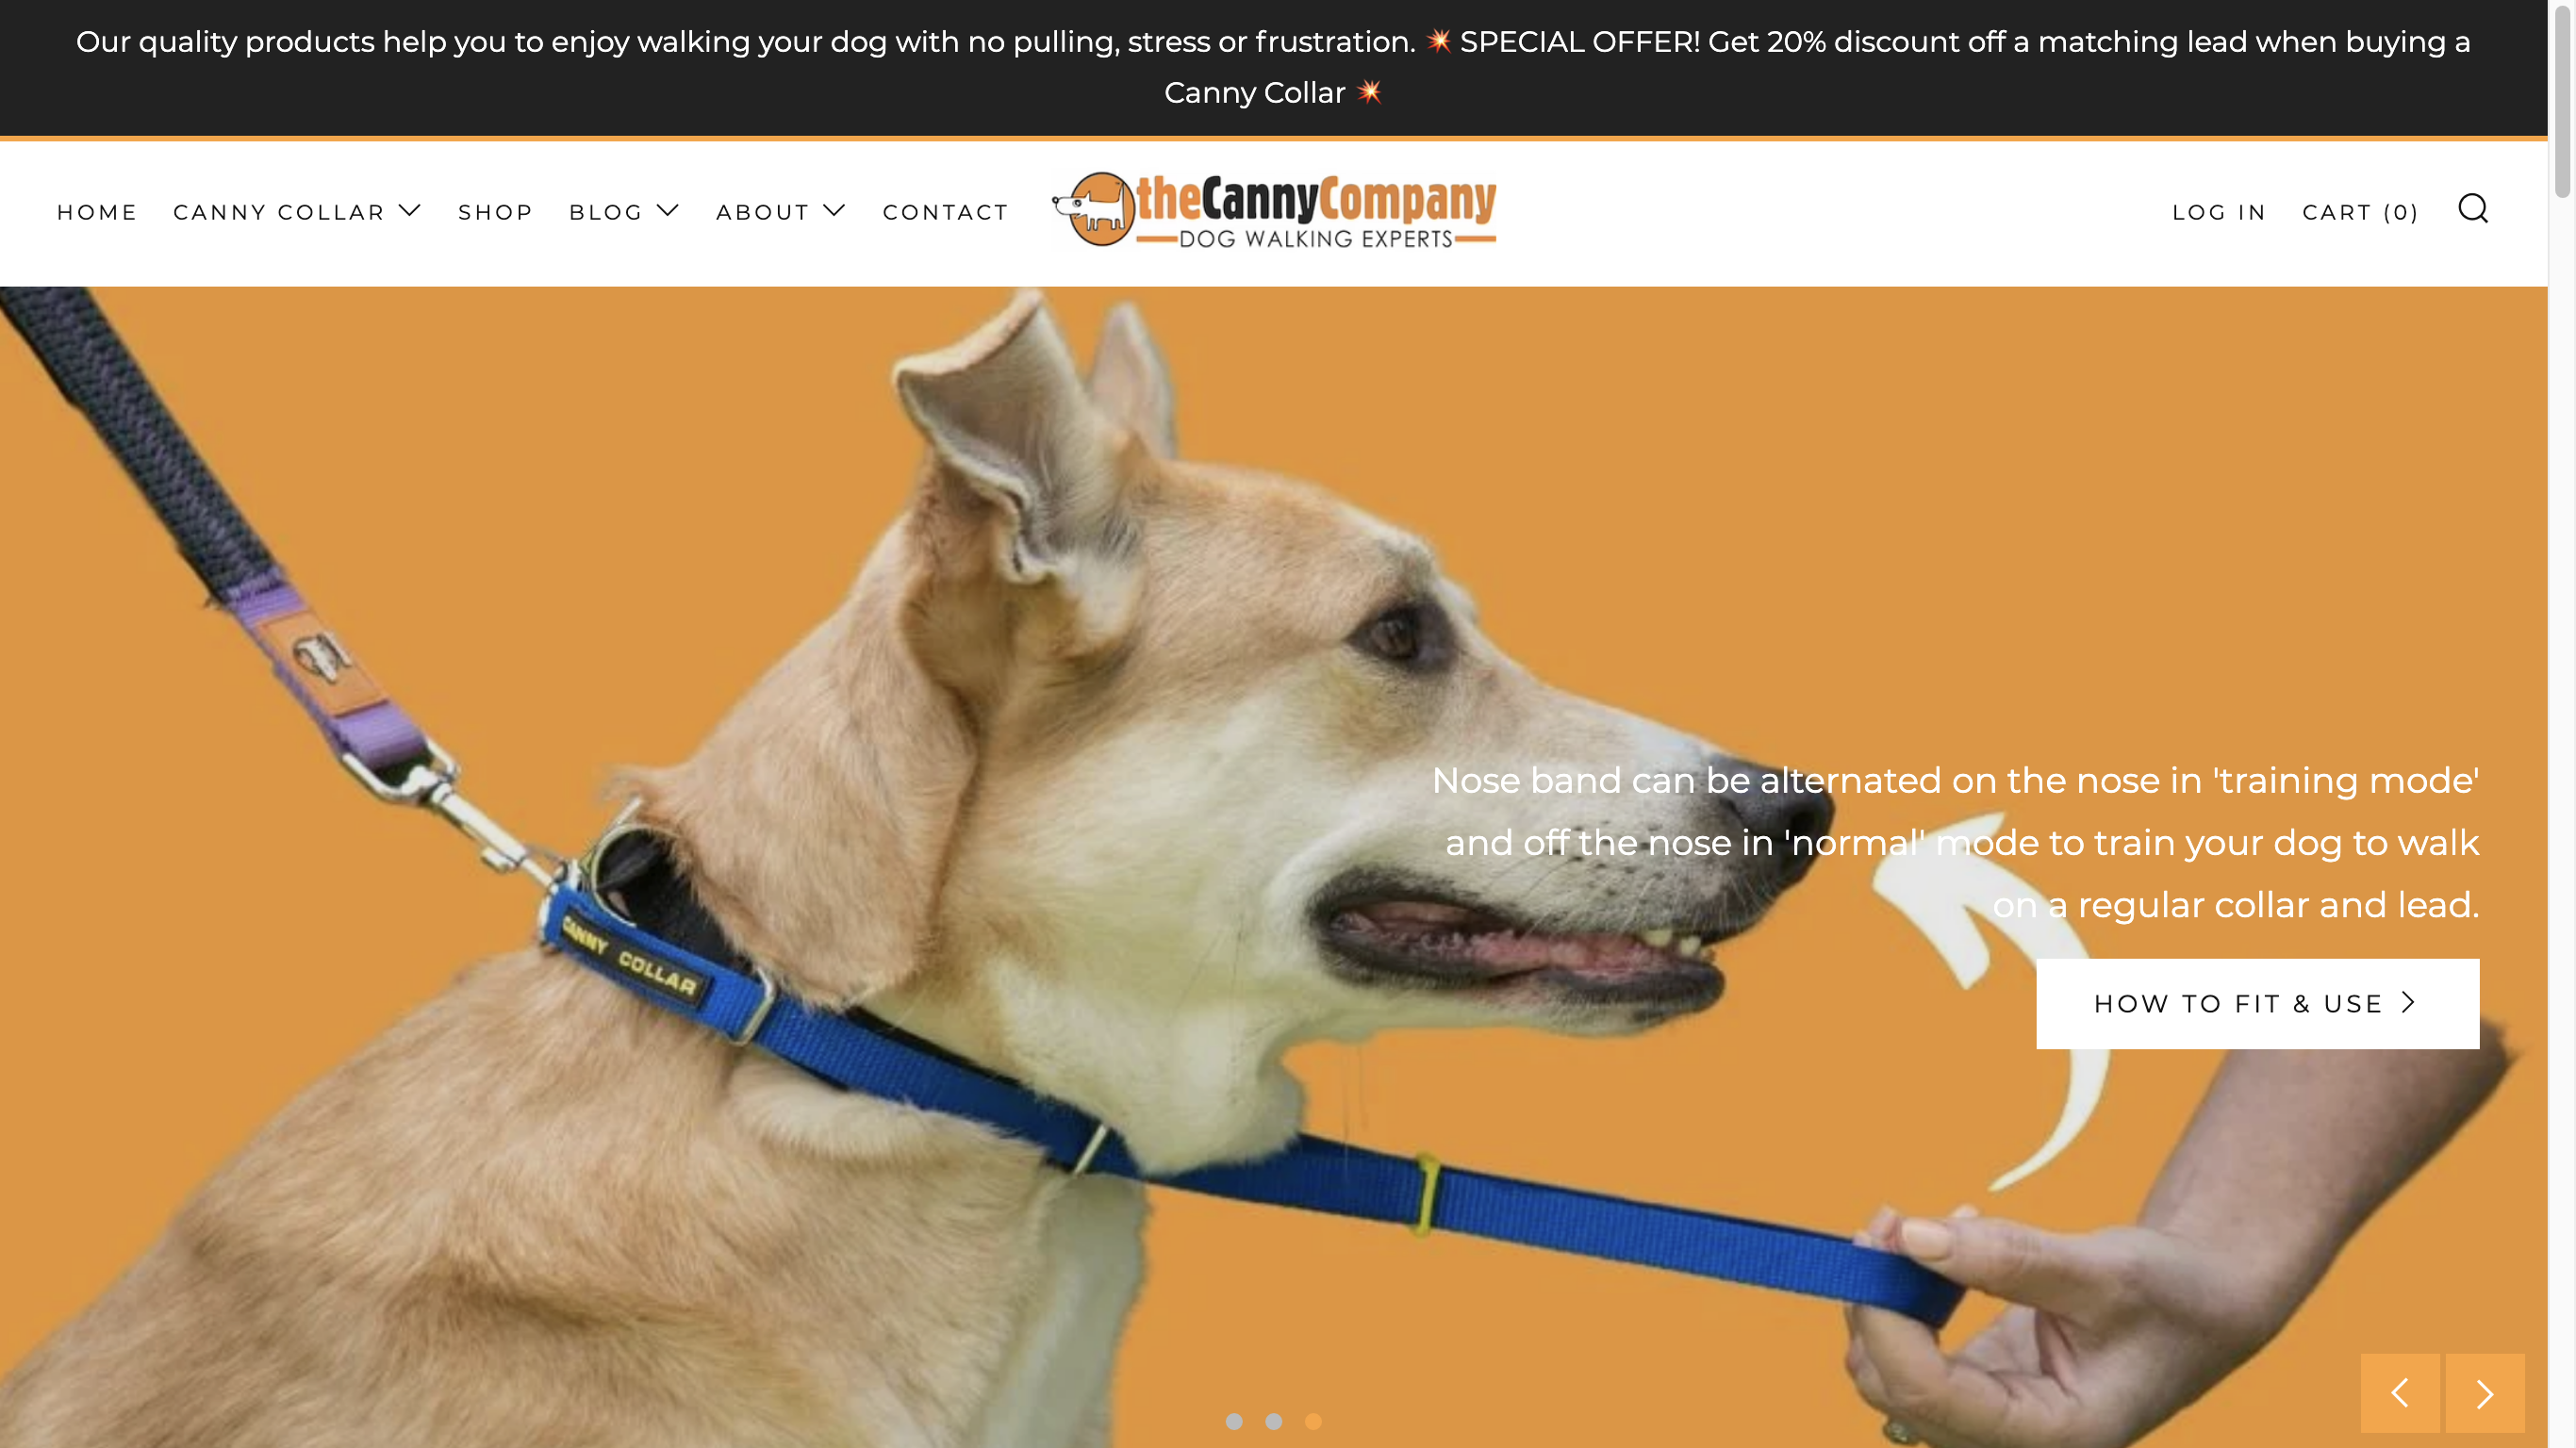 Our quality products help you to enjoy walking your dog with no pulling, stress or frustration. 💥 SPECIAL OFFER! Get 20% discount off a matching lead when buying a
Canny Collar 💥
HOME CANNY COLLAR SHOP BLOG ABOUT CONTACT
theCannyCompany
DOG WALKING EXPERTS
LOG IN CART (0)
Nose band can be alternated on the nose in 'training mode'
and off the nose in 'normal' mode to train your dog to walk
on a regular collar and lead.
HOW TO FIT & USE
CANNY COLLAR